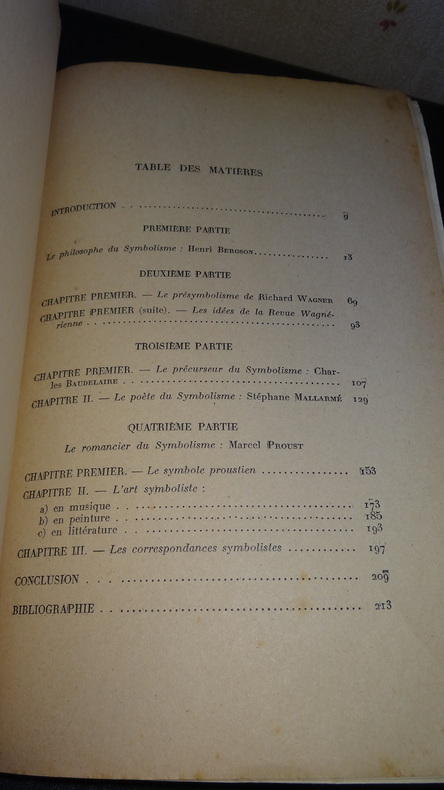 TABLE DES MATIÈRES
INTRODUCTION . . . . . . . . . . . . . . . . . . . . . . . . . . . . . . 9
PREMIÈRE PARTIE
Le philosophe du Symbolisme : Henri BERGSON . . . . . . . . . . . . . . . 13
DEUXIÈME PARTIE
CHAPITRE PREMIER. — Le présymbolisme de Richard WAGNER 69
CHAPITRE PREMIER (suite). — Les idées de la Revue Wagné-
rienne . . . . . . . . . . . . . . . . . . . . . . . . . . . . . . 93
TROISIÈME PARTIE
CHAPITRE PREMIER. — Le précurseur du Symbolisme : Char-
les BAUDELAIRE . . . . . . . . . . . . . . . . . . . . . . . . . 107
CHAPITRE II. — Le poète du Symbolisme : Stéphane MALLARMÉ 129
QUATRIÈME PARTIE
Le romancier du Symbolisme : Marcel PROUST
CHAPITRE PREMIER. — Le symbole proustien . . . . . . . . . . . . . . 153
CHAPITRE II. — L'art symboliste :
a) en musique . . . . . . . . . . . . . . . . . . . . . . . . . 173
b) en peinture . . . . . . . . . . . . . . . . . . . . . . . . . 185
c) en littérature . . . . . . . . . . . . . . . . . . . . . . . . 193
CHAPITRE III. — Les correspondances symbolistes . . . . . . . . . . . 197
CONCLUSION . . . . . . . . . . . . . . . . . . . . . . . . . . . . . . 209
BIBLIOGRAPHIE . . . . . . . . . . . . . . . . . . . . . . . . . . . . 213